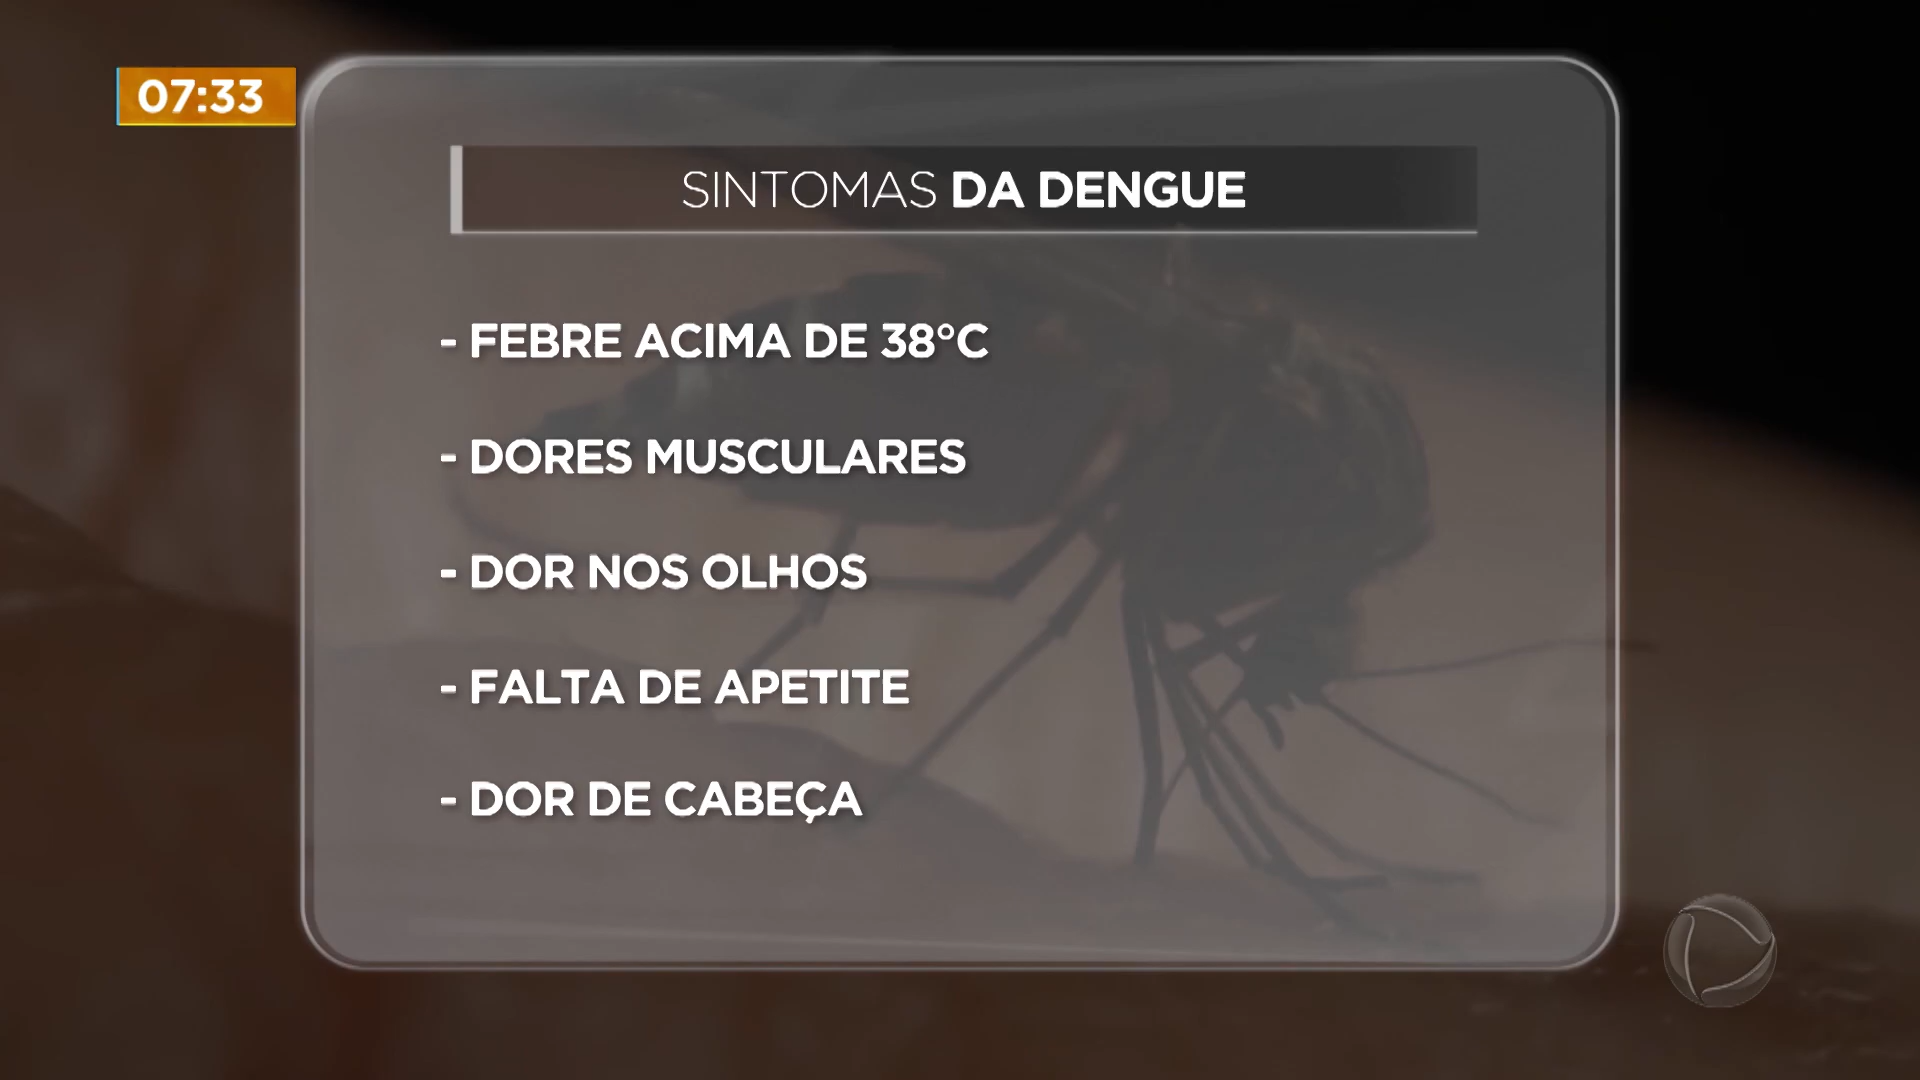 07:33
SINTOMAS DA DENGUE
- FEBRE ACIMA DE 38°C
- DORES MUSCULARES
- DOR NOS OLHOS
- FALTA DE APETITE
- DOR DE CABEÇA